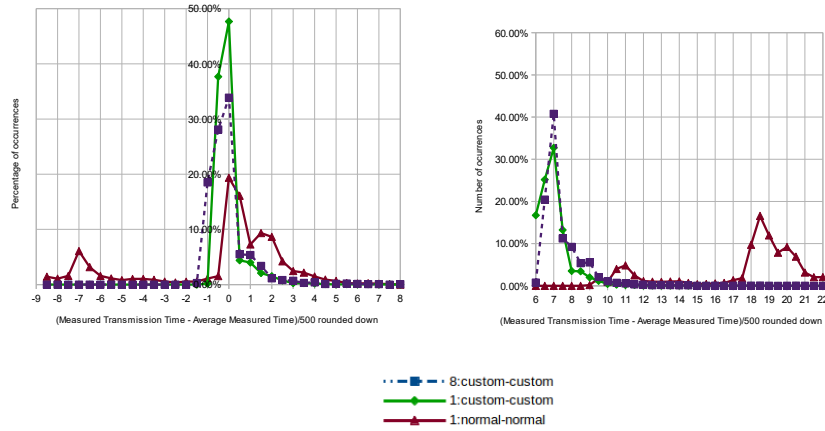 50.00%
40.00%
30.00%
20.00%
10.00%
0.00%
-9 -8 -7 -6 -5 -4 -3 -2 -1 0 1 2 3 4 5 6 7 8
Percentage of occurrences
(Measured Transmission Time - Average Measured Time)/500 rounded down
60.00%
50.00%
40.00%
30.00%
20.00%
10.00%
0.00%
6 7 8 9 10 11 12 13 14 15 16 17 18 19 20 21 22
Number of ocurrences
(Measured Transmission Time - Average Measured Time)/500 rounded down
8:custom-custom
1:custom-custom
1:normal-normal